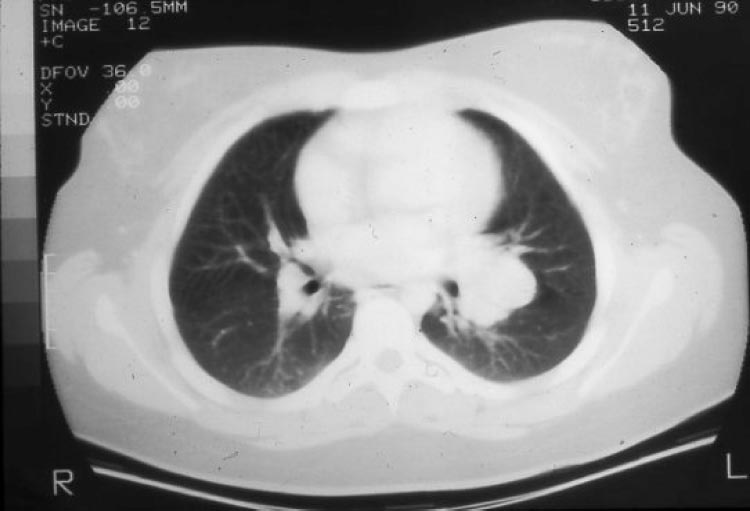 SN -106.5MM
IMAGE 12
+C
DFOV 36.0
X 00
Y 00
STND
11 JUN 90
512
R
L